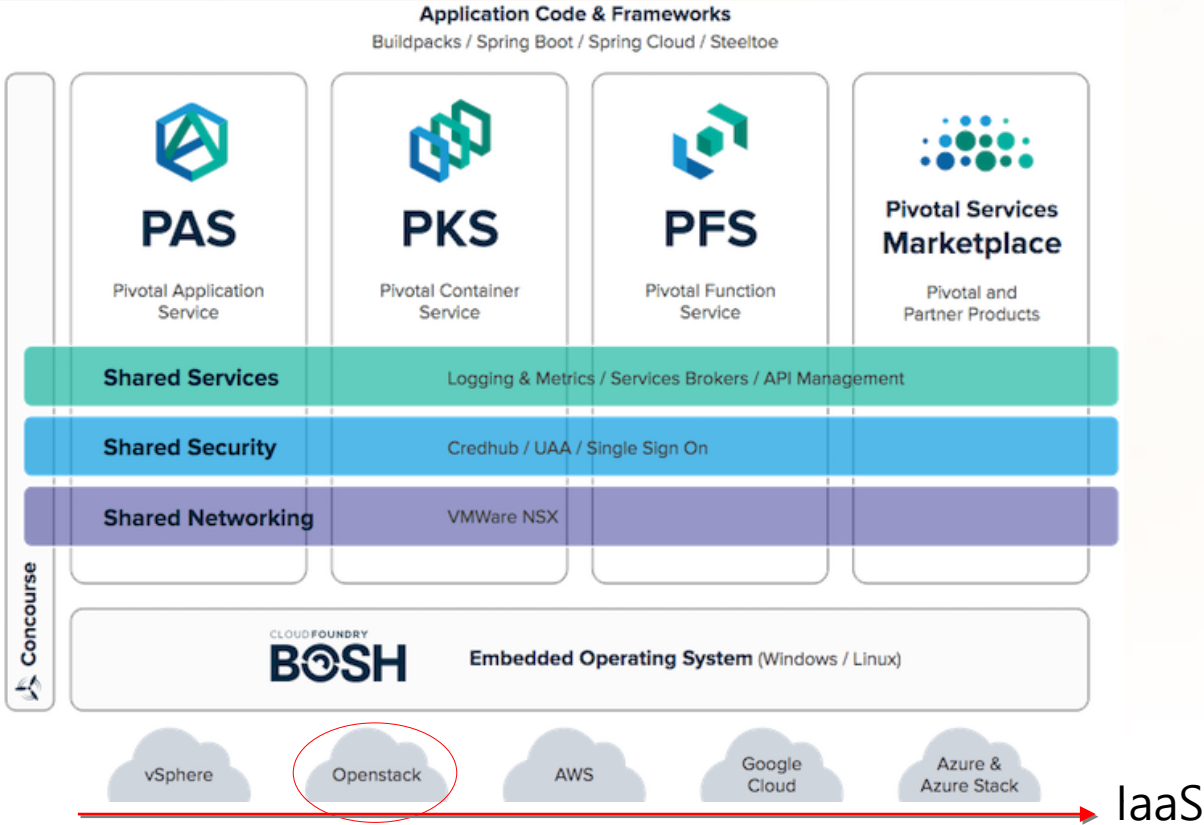 Application Code & Frameworks
Buildpacks / Spring Boot / Spring Cloud / Steeltoe
PAS
Pivotal Application
Service
PKS
Pivotal Container
Service
PFS
Pivotal Function
Service
Pivotal Services
Marketplace
Pivotal and
Partner Products
Shared Services
Logging & Metrics / Services Brokers / API Management
Shared Security
Credhub / UAA / Single Sign On
Shared Networking
VMWare NSX
Concourse
CLOUD FOUNDRY
BOSH
Embedded Operating System (Windows / Linux)
vSphere
Openstack
AWS
Google
Cloud
Azure &
Azure Stack
IaaS